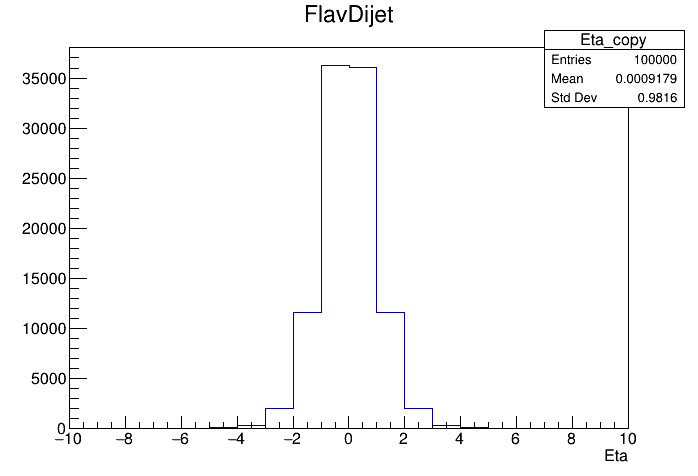 FlavDijet
Eta_copy
Entries 100000
Mean 0.0009179
Std Dev 0.9816
35000
30000
25000
20000
15000
10000
5000
0
−10 −8 −6 −4 −2 0 2 4 6 8 10
Eta